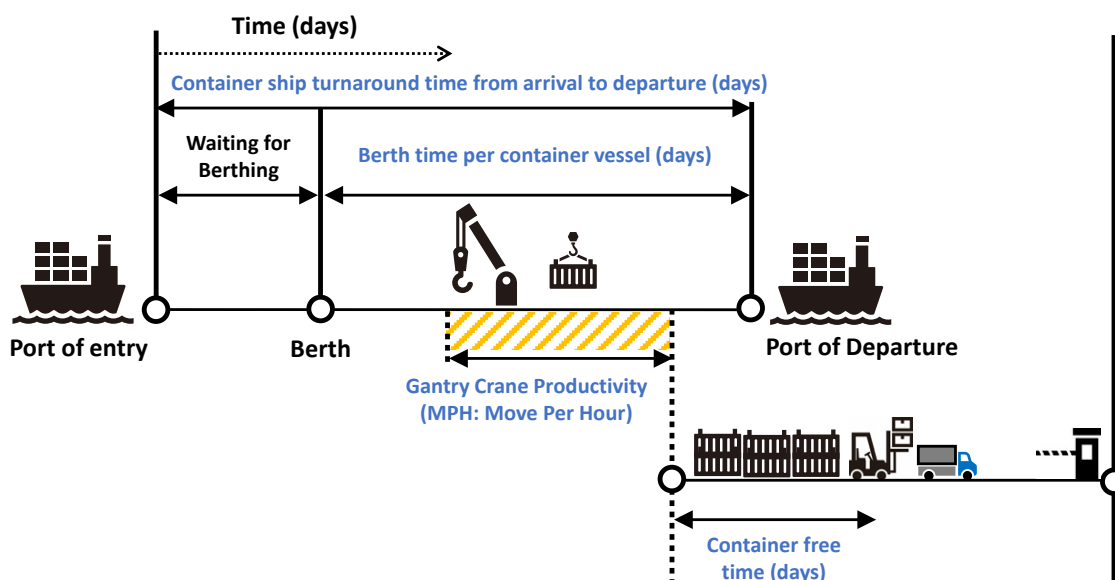 Time (days)
Container ship turnaround time from arrival to departure (days)
Waiting for
Berthing
Berth time per container vessel (days)
Port of entry
Berth
Port of Departure
Gantry Crane Productivity
(MPH: Move Per Hour)
Container free
time (days)